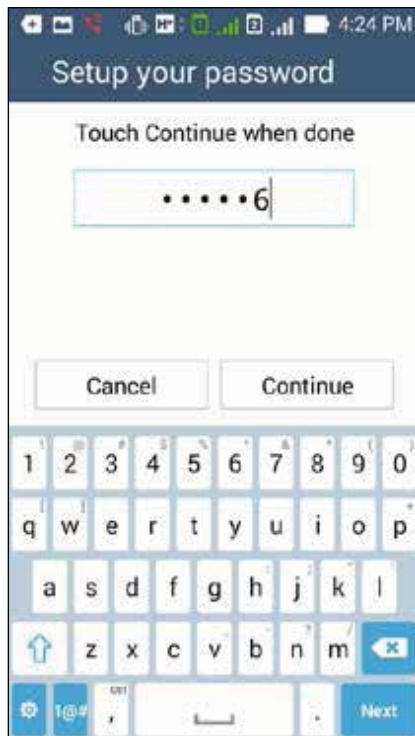 4:24 PM
Setup your password
Touch Continue when done
•••••6
Cancel
Continue
1 2 3 4 5 6 7 8 9 0
q w e r t y u i o p
a s d f g h j k l
z x c v b n m
1@# , . Next